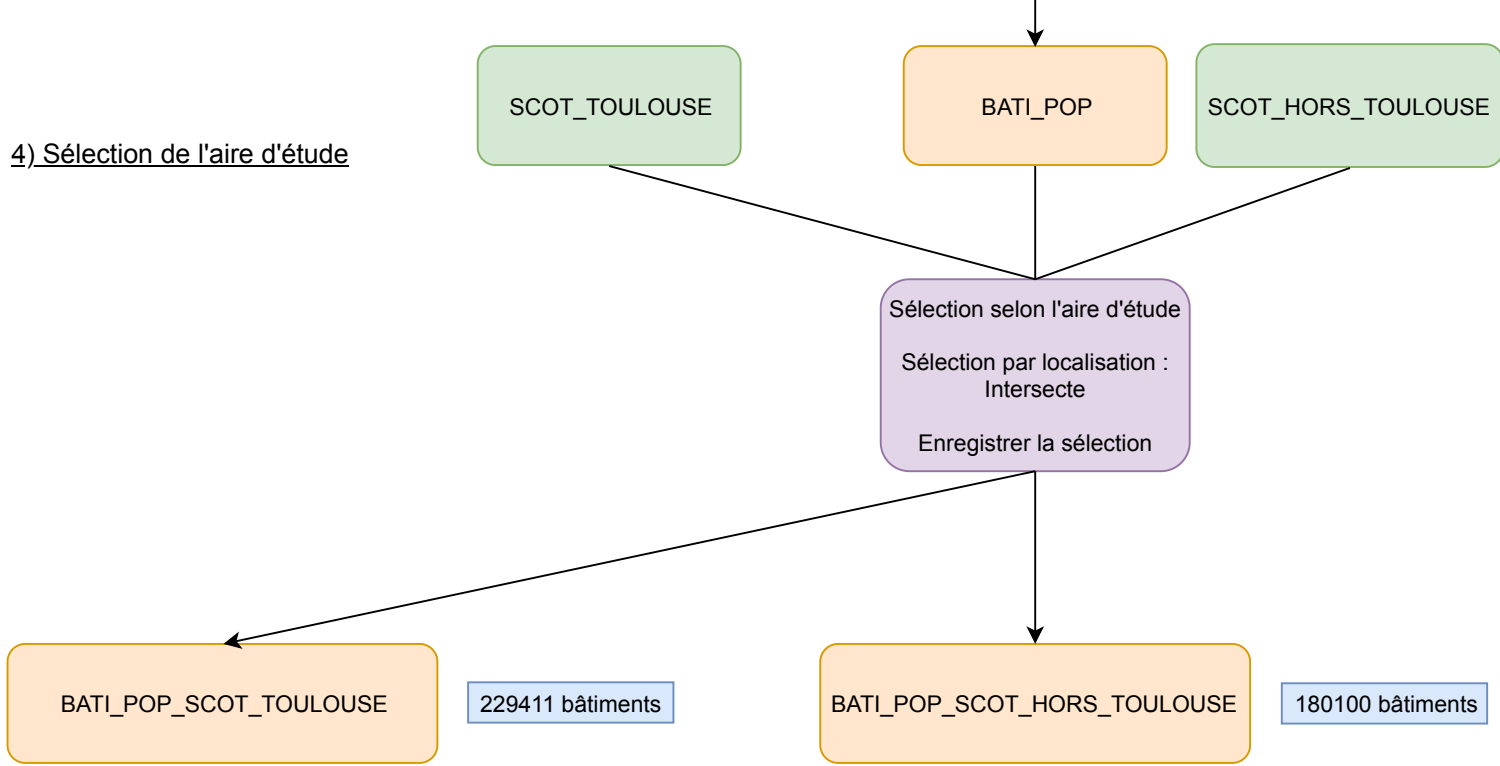 SCOT_TOULOUSE
BATI_POP
SCOT_HORS_TOULOUSE
4) Sélection de l'aire d'étude
Sélection selon l'aire d'étude
Sélection par localisation :
Intersecte
Enregistrer la sélection
BATI_POP_SCOT_TOULOUSE
229411 bâtiments
BATI_POP_SCOT_HORS_TOULOUSE
180100 bâtiments